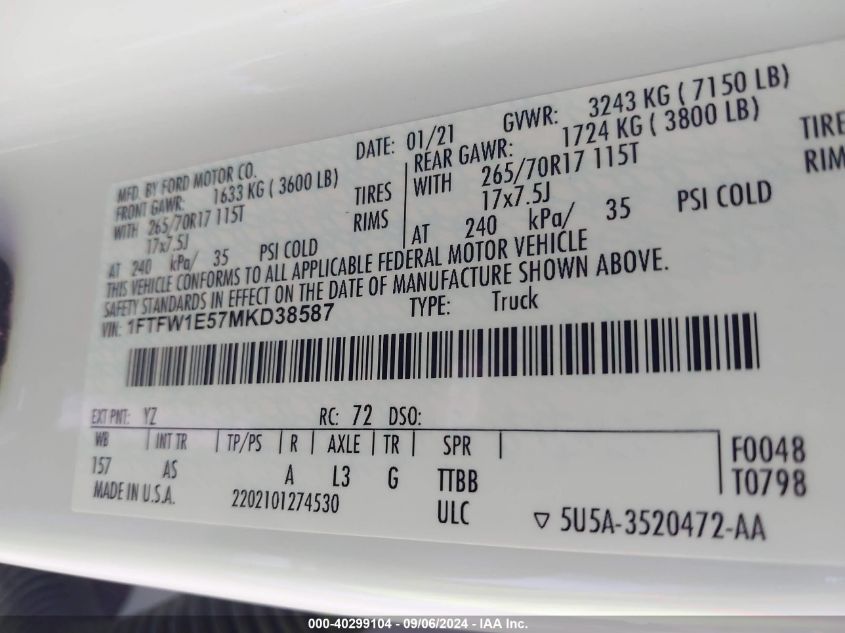 MFD. BY FORD MOTOR CO.
DATE: 01/21 GVWR: 3243 KG ( 7150 LB)
FRONT GAWR: 1633 KG ( 3600 LB)
REAR GAWR: 1724 KG ( 3800 LB)
WITH 265/70R17 115T TIRES
WITH 265/70R17 115T TIRE
17x7.5J RIMS
17x7.5J RIM
AT 240 kPa/ 35 PSI COLD
AT 240 kPa/ 35 PSI COLD
THIS VEHICLE CONFORMS TO ALL APPLICABLE FEDERAL MOTOR VEHICLE
SAFETY STANDARDS IN EFFECT ON THE DATE OF MANUFACTURE SHOWN ABOVE.
VIN: 1FTFW1E57MKD38587 TYPE: Truck
EXT PNT: YZ RC: 72 DSO:
WB INT TR TP/PS R AXLE TR SPR F0048
157 AS A L3 G TTBB T0798
MADE IN U.S.A. 2202101274530 ULC ▽ 5U5A-3520472-AA
000-40299104 - 09/06/2024 - IAA Inc.